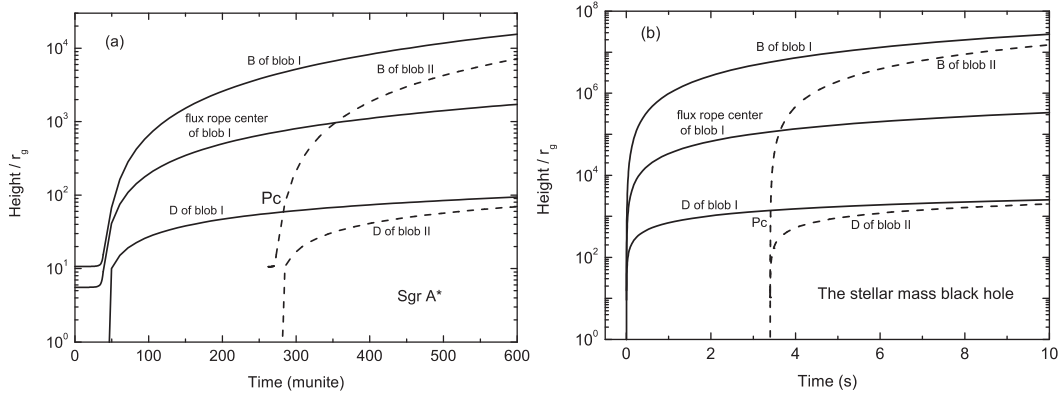 (a)
B of blob I
B of blob II
flux rope center
of blob I
Pc
D of blob I
D of blob II
Sgr A*
Height / r_g
10^4
10^3
10^2
10^1
10^0
0 100 200 300 400 500 600
Time (munite)
(b)
B of blob I
B of blob II
flux rope center
of blob I
D of blob I
Pc
D of blob II
The stellar mass black hole
Height / r_g
10^8
10^6
10^4
10^2
10^0
0 2 4 6 8 10
Time (s)